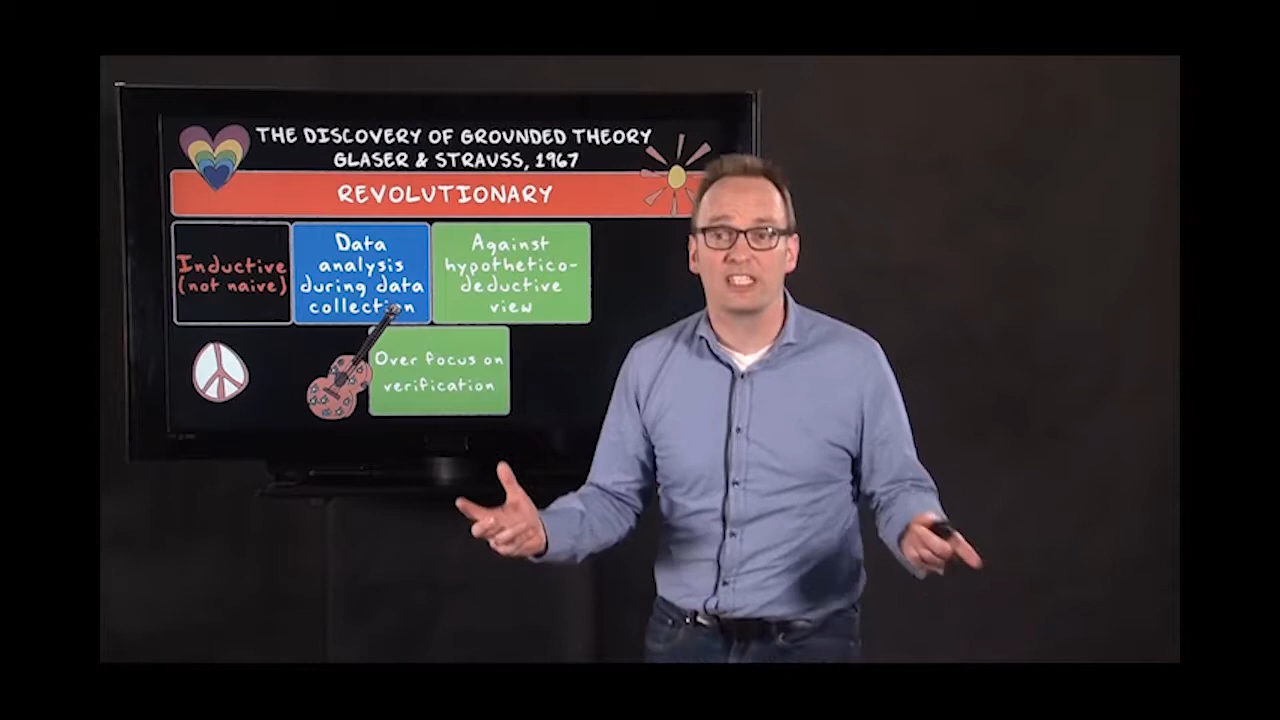 THE DISCOVERY OF GROUNDED THEORY
GLASER & STRAUSS, 1967
REVOLUTIONARY
Inductive
(not naive)
Data
analysis
during data
collection
Against
hypothetico-
deductive
view
Over focus on
verification